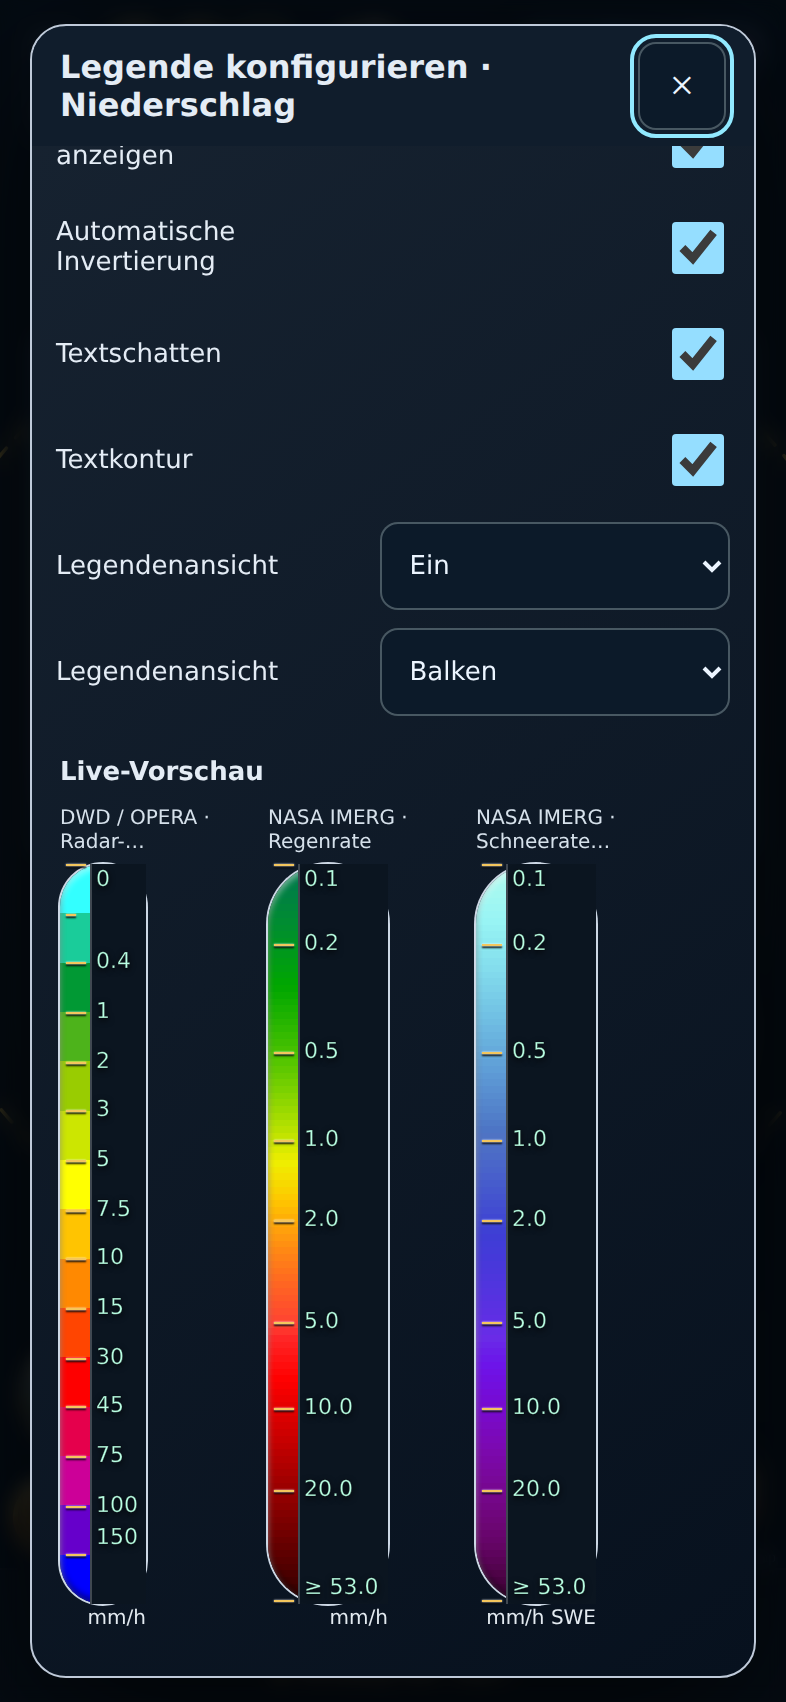 Legende konfigurieren ·
Niederschlag
×
anzeigen
Automatische
Invertierung
Textschatten
Textkontur
Legendenansicht
Ein
Legendenansicht
Balken
Live-Vorschau
DWD / OPERA ·
Radar-…
0
0.4
1
2
3
5
7.5
10
15
30
45
75
100
150
mm/h
NASA IMERG ·
Regenrate
0.1
0.2
0.5
1.0
2.0
5.0
10.0
20.0
≥ 53.0
mm/h
NASA IMERG ·
Schneerate…
0.1
0.2
0.5
1.0
2.0
5.0
10.0
20.0
≥ 53.0
mm/h SWE